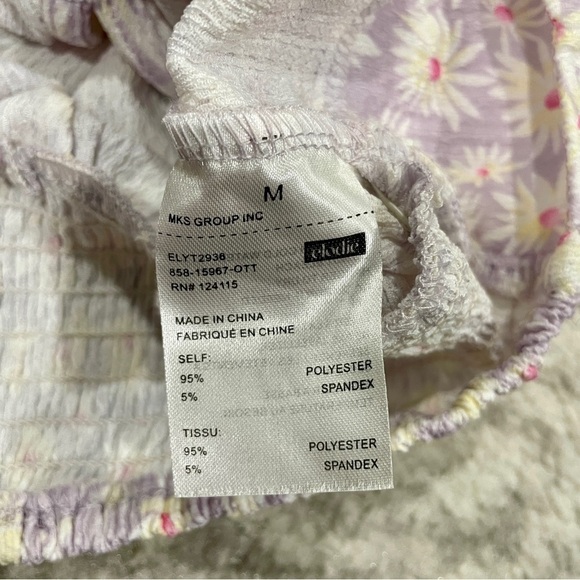 M
MKS GROUP INC
ELYT2936
elodie
858-15967-OTT
RN# 124115
MADE IN CHINA
FABRIQUÉ EN CHINE
SELF:
95% POLYESTER
5% SPANDEX
TISSU:
95% POLYESTER
5% SPANDEX